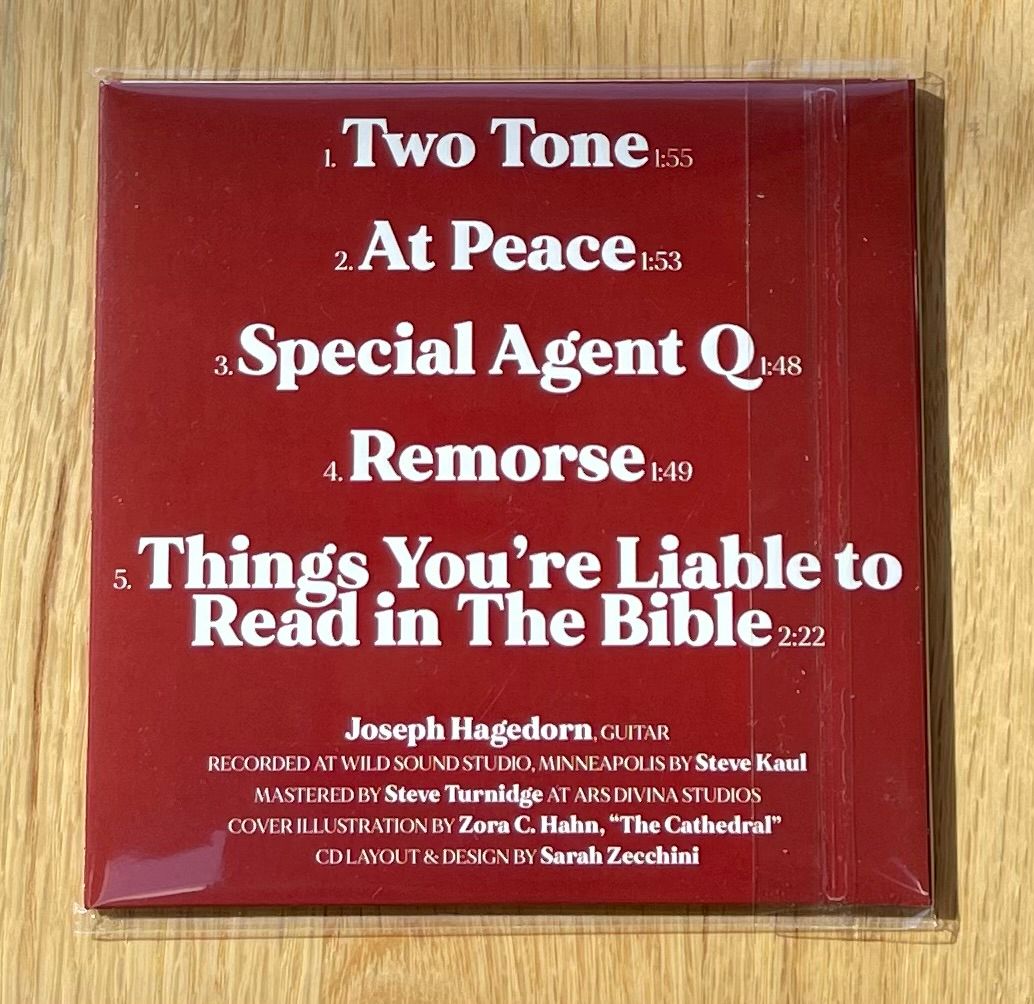 1. Two Tone 1:55
2. At Peace 1:53
3. Special Agent Q 1:48
4. Remorse 1:49
5. Things You're Liable to
Read in The Bible 2:22
Joseph Hagedorn, GUITAR
RECORDED AT WILD SOUND STUDIO, MINNEAPOLIS BY Steve Kaul
MASTERED BY Steve Turnidge AT ARS DIVINA STUDIOS
COVER ILLUSTRATION BY Zora C. Hahn, “The Cathedral”
CD LAYOUT & DESIGN BY Sarah Zecchini